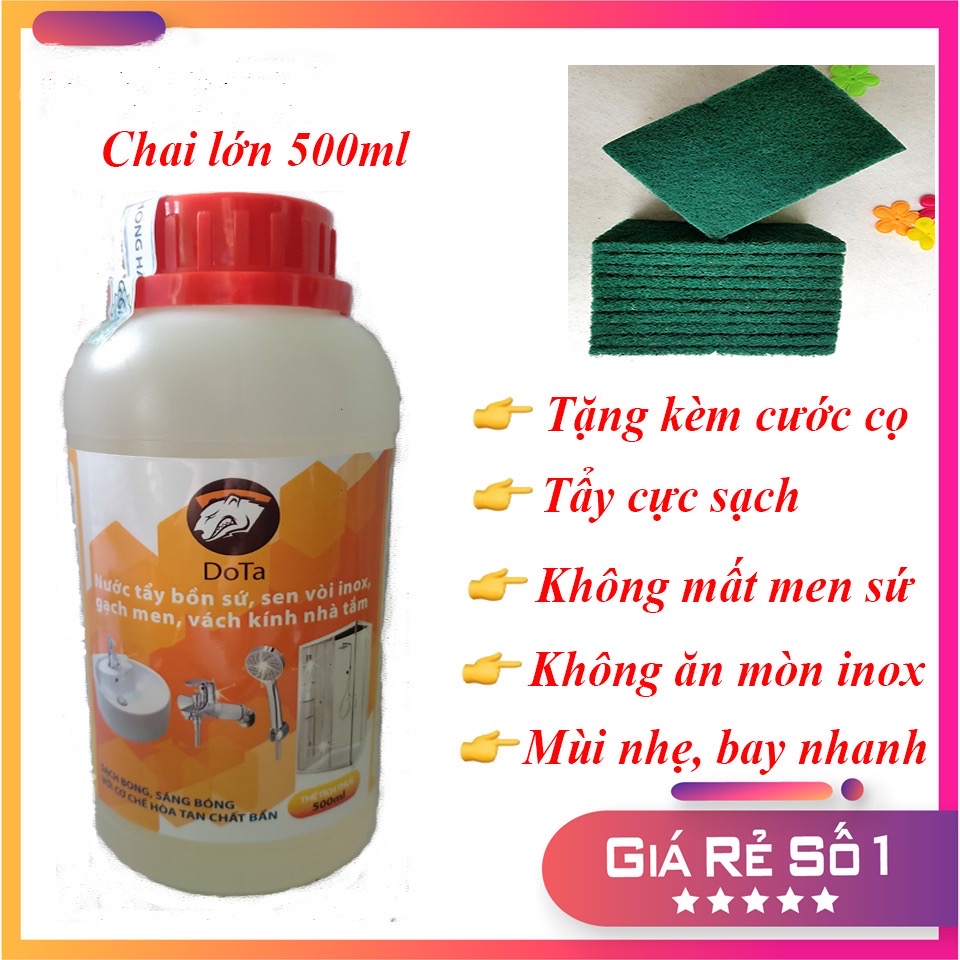 Chai lớn 500ml
HONG HA
DoTa
Nước tẩy bồn sứ, sen vòi inox,
gạch men, vách kính nhà tắm
SẠCH BONG, SÁNG BÓNG
VỚI CƠ CHẾ HÒA TAN CHẤT BẨN
500ml
Tặng kèm cước cọ
Tẩy cực sạch
Không mất men sứ
Không ăn mòn inox
Mùi nhẹ, bay nhanh
GIÁ RẺ SỐ 1